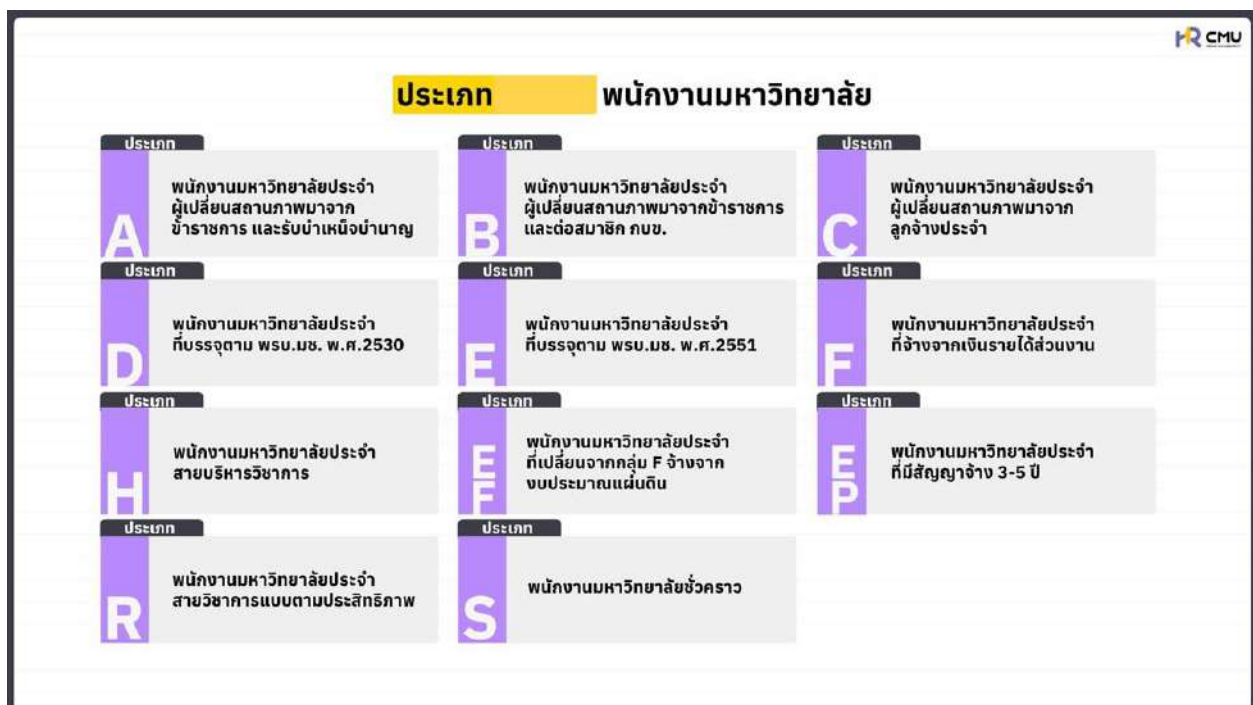 HR CMU
ประเภท พนักงานมหาวิทยาลัย
ประเภท
A
พนักงานมหาวิทยาลัยประจำ
ผู้เปลี่ยนสถานภาพมาจาก
ข้าราชการ และรับบำเหน็จบำนาญ
ประเภท
B
พนักงานมหาวิทยาลัยประจำ
ผู้เปลี่ยนสถานภาพมาจากข้าราชการ
และต่อสมาชิก กบข.
ประเภท
C
พนักงานมหาวิทยาลัยประจำ
ผู้เปลี่ยนสถานภาพมาจาก
ลูกจ้างประจำ
ประเภท
D
พนักงานมหาวิทยาลัยประจำ
ที่บรรจุตาม พรบ.มช. พ.ศ.2530
ประเภท
E
พนักงานมหาวิทยาลัยประจำ
ที่บรรจุตาม พรบ.มช. พ.ศ.2551
ประเภท
F
พนักงานมหาวิทยาลัยประจำ
ที่จ้างจากเงินรายได้ส่วนงาน
ประเภท
H
พนักงานมหาวิทยาลัยประจำ
สายบริหารวิชาการ
ประเภท
E
F
พนักงานมหาวิทยาลัยประจำ
ที่เปลี่ยนจากกลุ่ม F จ้างจาก
งบประมาณแผ่นดิน
ประเภท
E
P
พนักงานมหาวิทยาลัยประจำ
ที่มีสัญญาจ้าง 3-5 ปี
ประเภท
R
พนักงานมหาวิทยาลัยประจำ
สายวิชาการแบบตามประสิทธิภาพ
ประเภท
S
พนักงานมหาวิทยาลัยชั่วคราว